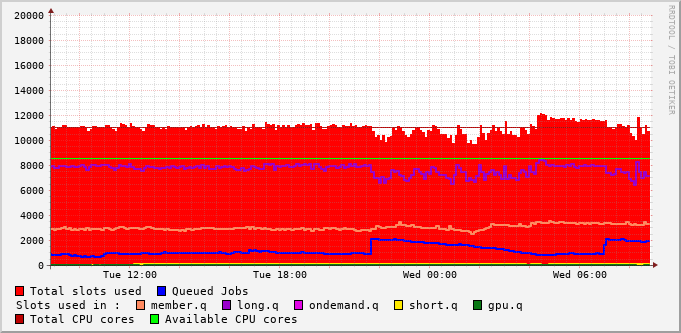 RRDTOOL / TOBI OETIKER
20000
18000
16000
14000
12000
10000
8000
6000
4000
2000
0
Tue 12:00 Tue 18:00 Wed 00:00 Wed 06:00
Total slots used Queued Jobs
Slots used in : member.q long.q ondemand.q short.q gpu.q
Total CPU cores Available CPU cores